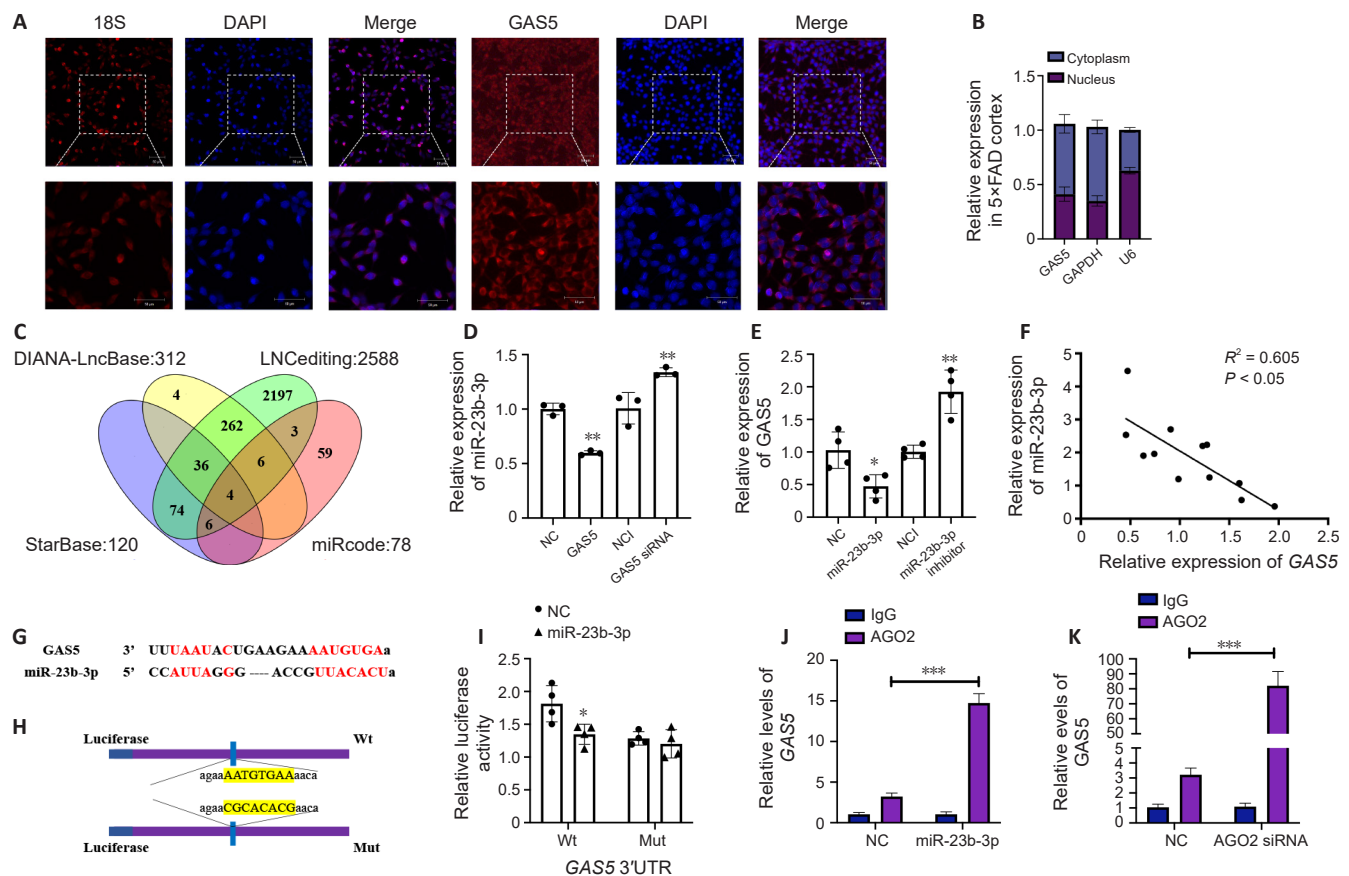 A
18S
DAPI
Merge
GAS5
DAPI
Merge
B
Cytoplasm
Nucleus
Relative expression
in 5×FAD cortex
1.5
1.0
0.5
0
GAS5
GAPDH
U6
C
DIANA-LncBase:312
LNCediting:2588
StarBase:120
miRcode:78
4
2197
262
3
59
36
6
4
74
6
D
Relative expression
of miR-23b-3p
1.5
1.0
0.5
0
**
**
NC
GAS5
NCI
GAS5 siRNA
E
Relative expression
of GAS5
2.5
2.0
1.5
1.0
0.5
0
*
**
NC
miR-23b-3p
NCI
miR-23b-3p
inhibitor
F
Relative expression
of miR-23b-3p
5
4
3
2
1
0
R² = 0.605
P < 0.05
0
0.5
1.0
1.5
2.0
2.5
Relative expression of GAS5
G
GAS5 3’ UUUAAUACUGAAGAAAAUGUGAa
miR-23b-3p 5’ CCAUUAGGG ---- ACCGUUACACUa
H
Luciferase Wt
agaaAATGTGAAaaca
agaaCGCACACGaaca
Luciferase Mut
I
NC
miR-23b-3p
Relative luciferase
activity
2.5
2.0
1.5
1.0
0.5
0
*
Wt
Mut
GAS5 3′UTR
J
IgG
AGO2
Relative levels of
GAS5
20
15
10
5
0
***
NC
miR-23b-3p
K
IgG
AGO2
Relative levels of
GAS5
100
90
80
70
60
50
5
4
3
2
1
0
***
NC
AGO2 siRNA